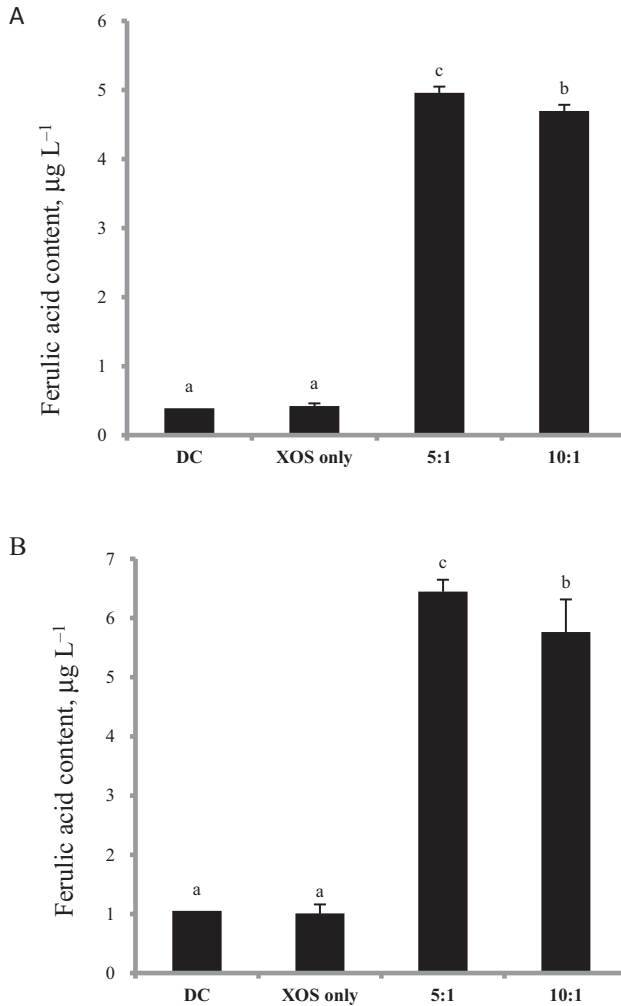 A
6
5
4
3
2
1
0
Ferulic acid content, µg L⁻¹
a
a
c
b
DC XOS only 5:1 10:1
B
7
6
5
4
3
2
1
0
Ferulic acid content, µg L⁻¹
a
a
c
b
DC XOS only 5:1 10:1